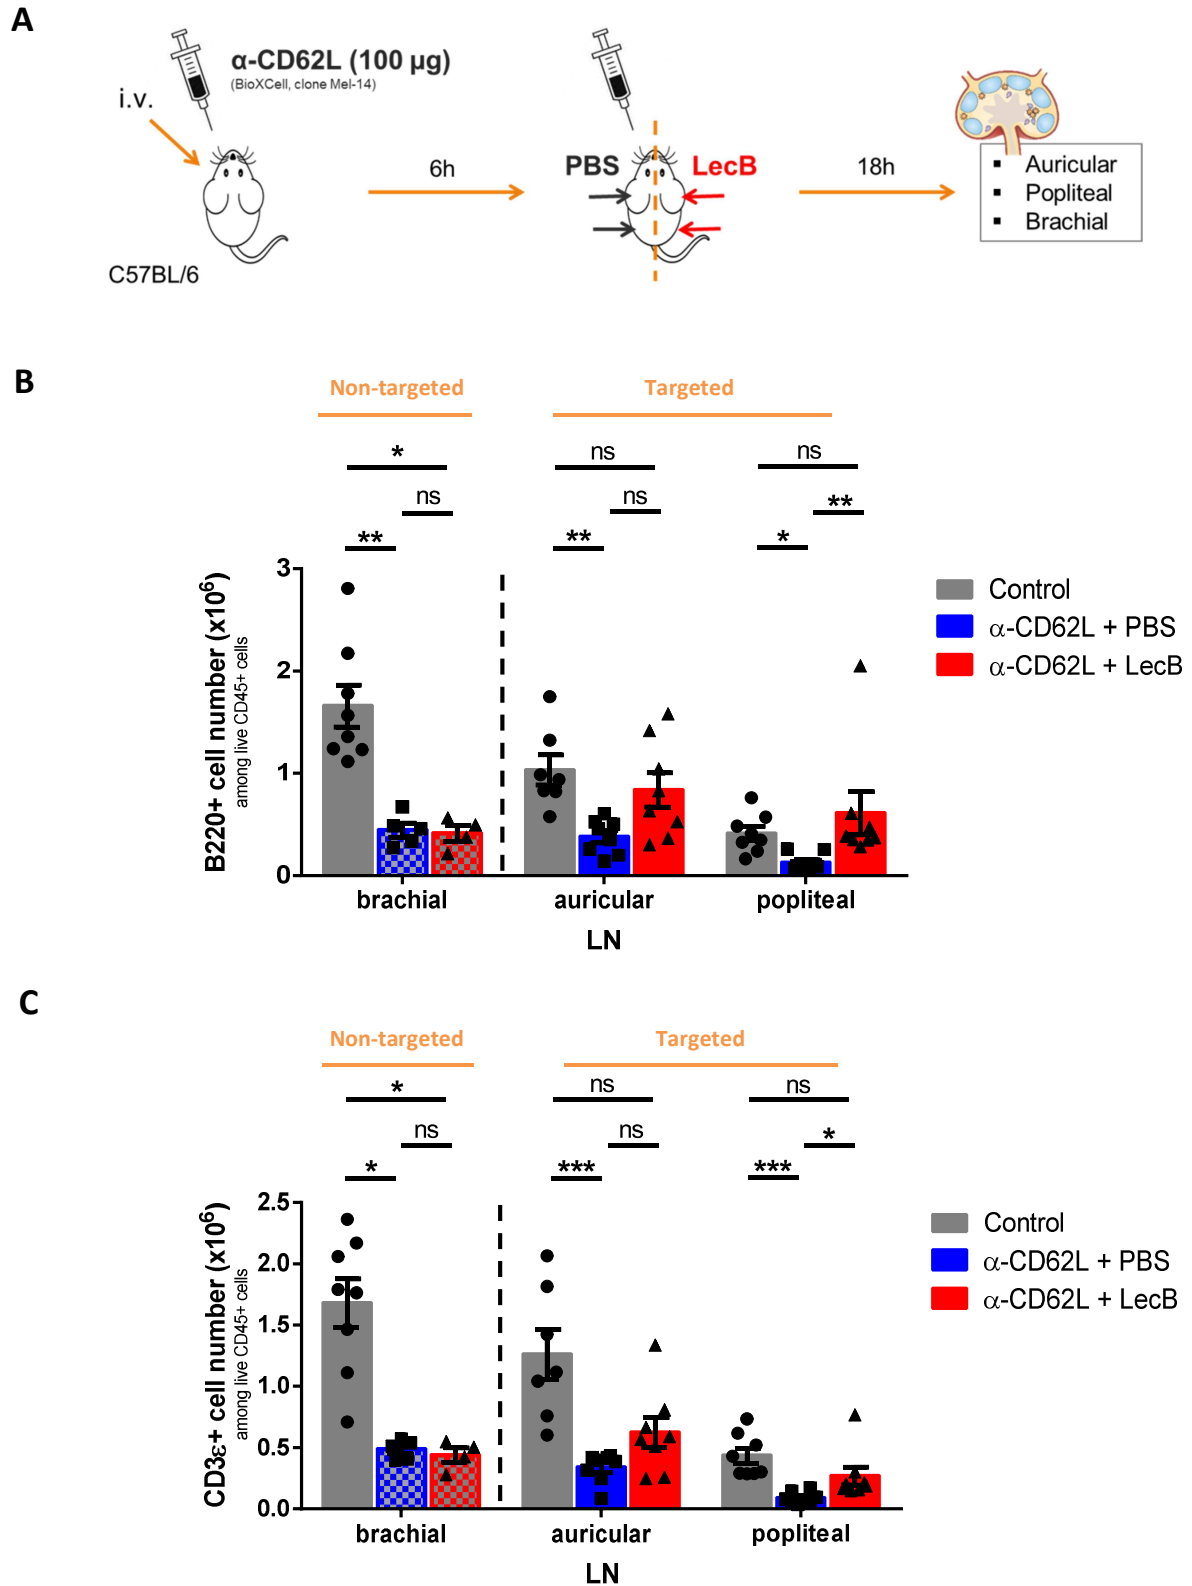 A
α-CD62L (100 µg)
(BioXCell, clone Mel-14)
i.v.
C57BL/6
6h
PBS
LecB
18h
▪ Auricular
▪ Popliteal
▪ Brachial
B
Non-targeted
Targeted
*
ns
ns
ns
ns
**
**
**
*
B220+ cell number (x10⁶)
among live CD45+ cells
3
2
1
0
Control
α-CD62L + PBS
α-CD62L + LecB
brachial
auricular
popliteal
LN
C
Non-targeted
Targeted
*
ns
ns
ns
ns
*
*
***
***
CD3ε+ cell number (x10⁶)
among live CD45+ cells
2.5
2.0
1.5
1.0
0.5
0.0
Control
α-CD62L + PBS
α-CD62L + LecB
brachial
auricular
popliteal
LN